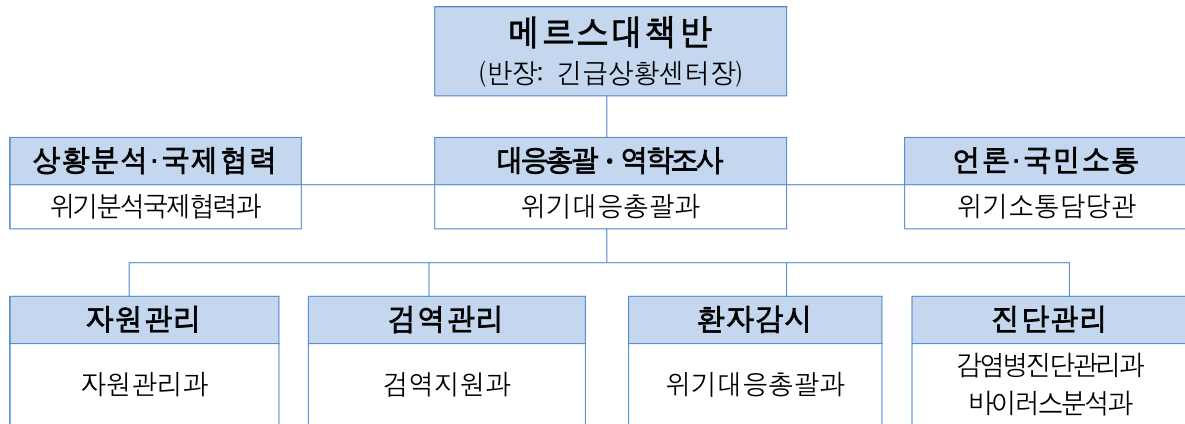 메르스대책반
(반장: 긴급상황센터장)
상황분석·국제협력
위기분석국제협력과
대응총괄·역학조사
위기대응총괄과
언론·국민소통
위기소통담당관
자원관리
자원관리과
검역관리
검역지원과
환자감시
위기대응총괄과
진단관리
감염병진단관리과
바이러스분석과